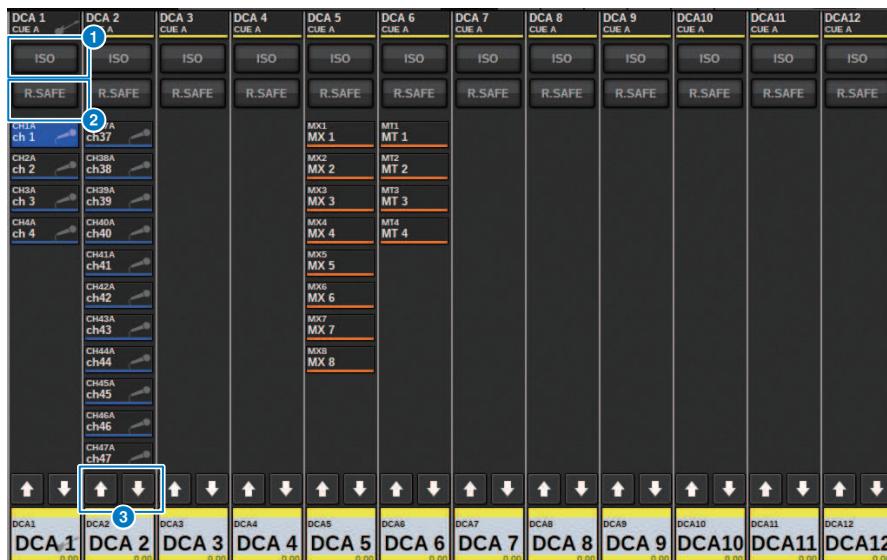 DCA 1 DCA 2 DCA 3 DCA 4 DCA 5 DCA 6 DCA 7 DCA 8 DCA 9 DCA10 DCA11 DCA12
CUE A CUE A CUE A CUE A CUE A CUE A CUE A CUE A CUE A CUE A CUE A
1
ISO ISO ISO ISO ISO ISO ISO ISO ISO ISO ISO ISO
R.SAFE R.SAFE R.SAFE R.SAFE R.SAFE R.SAFE R.SAFE R.SAFE R.SAFE R.SAFE R.SAFE R.SAFE
2
CH1A MX1 MT1
ch 1 ch37 MX 1 MT 1
CH2A CH38A MX2 MT2
ch 2 ch38 MX 2 MT 2
CH3A CH39A MX3 MT3
ch 3 ch39 MX 3 MT 3
CH4A CH40A MX4 MT4
ch 4 ch40 MX 4 MT 4
CH41A MX5
ch41 MX 5
CH42A MX6
ch42 MX 6
CH43A MX7
ch43 MX 7
CH44A MX8
ch44 MX 8
CH45A
ch45
CH46A
ch46
CH47A
ch47
3
DCA1 DCA2 DCA3 DCA4 DCA5 DCA6 DCA7 DCA8 DCA9 DCA10 DCA11 DCA12
DCA 1 DCA 2 DCA 3 DCA 4 DCA 5 DCA 6 DCA 7 DCA 8 DCA 9 DCA10 DCA11 DCA12